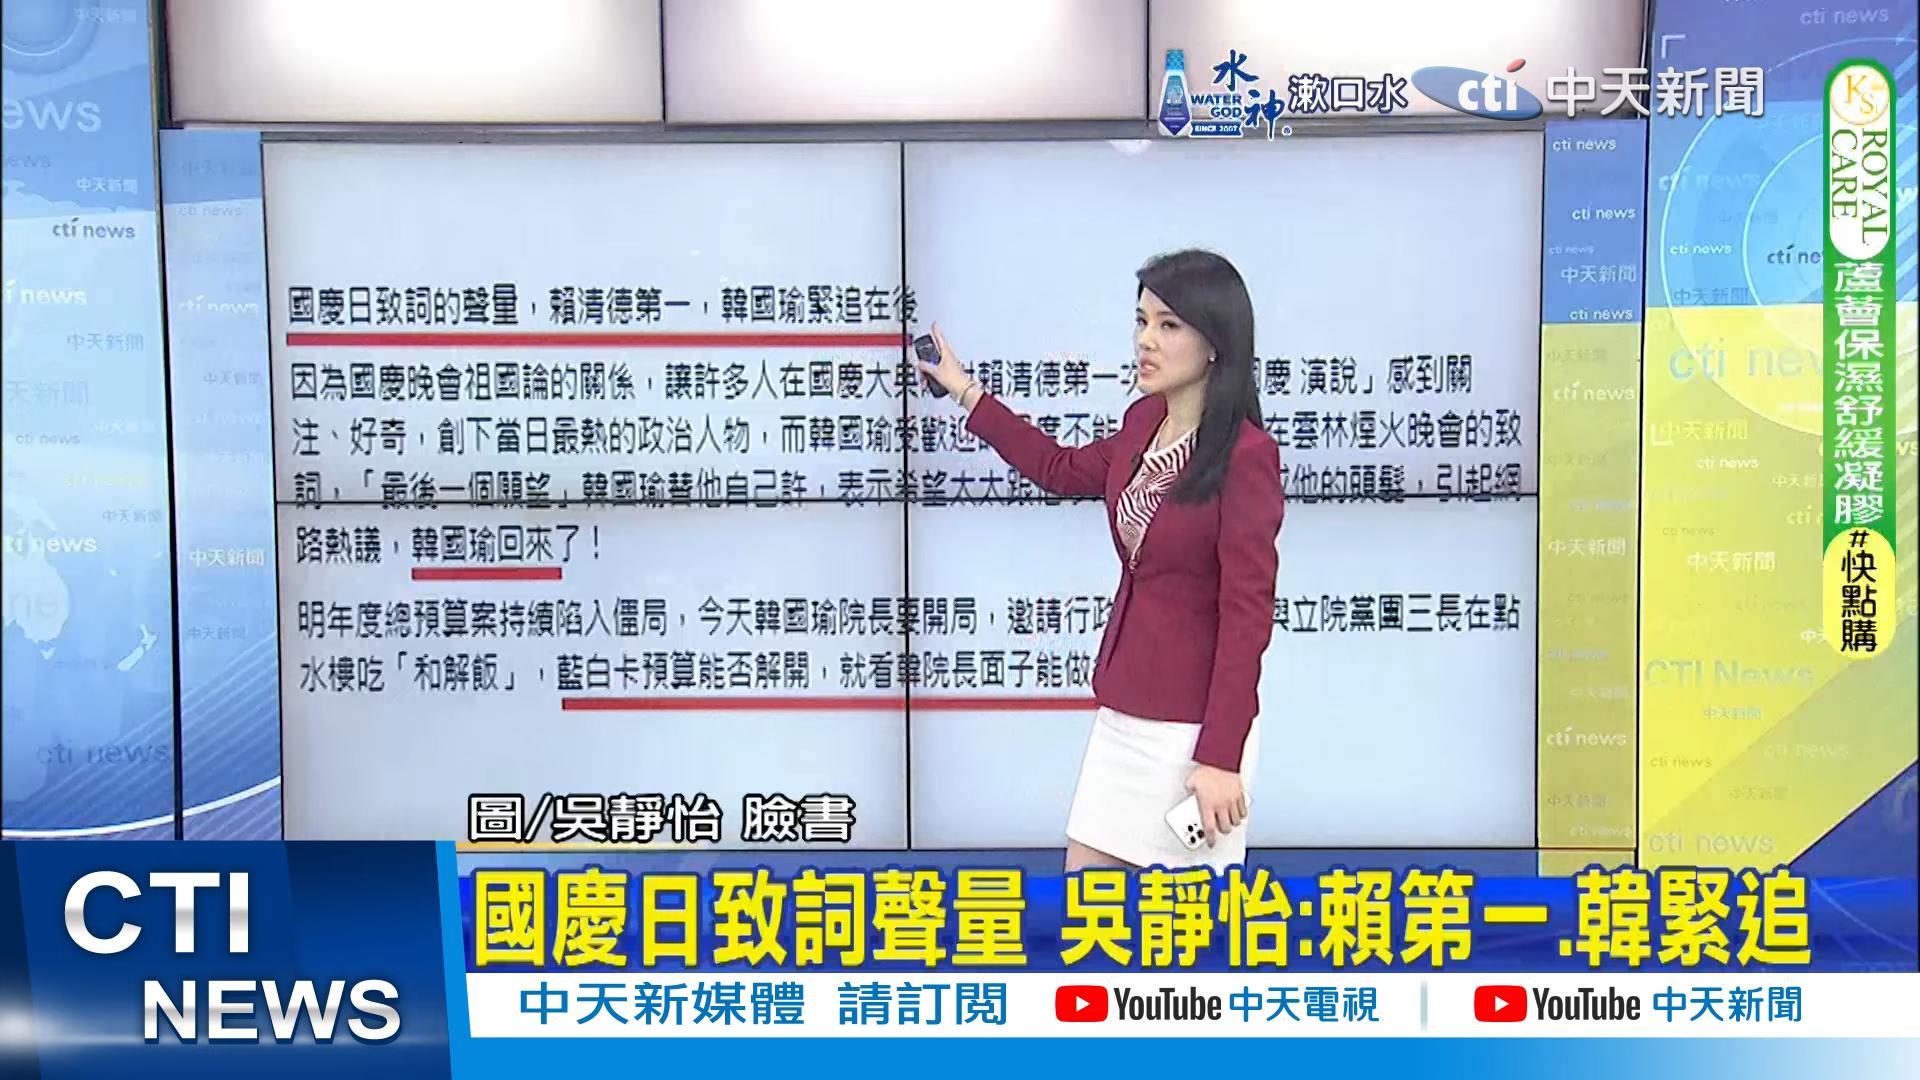 水神
WATER GOD
SINCE 2007
漱口水
cti 中天新聞
KS
ROYAL CARE
蘆薈保濕舒緩凝膠
#快點購
國慶日致詞的聲量，賴清德第一，韓國瑜緊追在後
因為國慶晚會祖國論的關係，讓許多人在國慶大典 賴清德第一次 國慶 演說」感到關
注、好奇，創下當日最熱的政治人物，而韓國瑜受歡迎 不能 在雲林煙火晚會的致
詞，「最後一個願望」韓國瑜替他自己許，表示希望太太跟 他的頭髮，引起網
路熱議，韓國瑜回來了！
明年度總預算案持續陷入僵局，今天韓國瑜院長要開局，邀請行政 與立院黨團三長在點
水樓吃「和解飯」，藍白卡預算能否解開，就看韓院長面子能做
圖/吳靜怡 臉書
國慶日致詞聲量 吳靜怡:賴第一.韓緊追
CTI
NEWS
中天新媒體 請訂閱 YouTube 中天電視 | YouTube 中天新聞
cti news
中天新聞